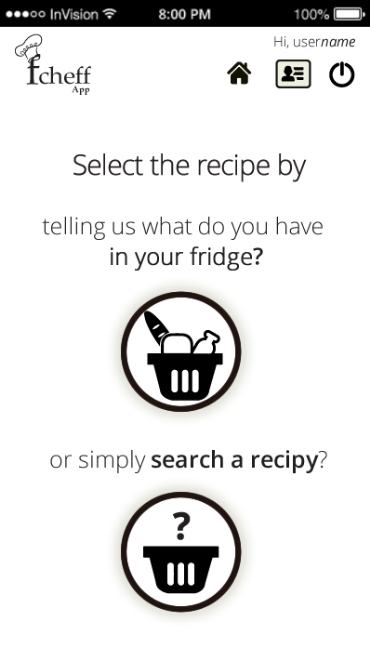 InVision 8:00 PM 100%
Hi, username
fcheff
App
Select the recipe by
telling us what do you have
in your fridge?
or simply search a recipy?
?